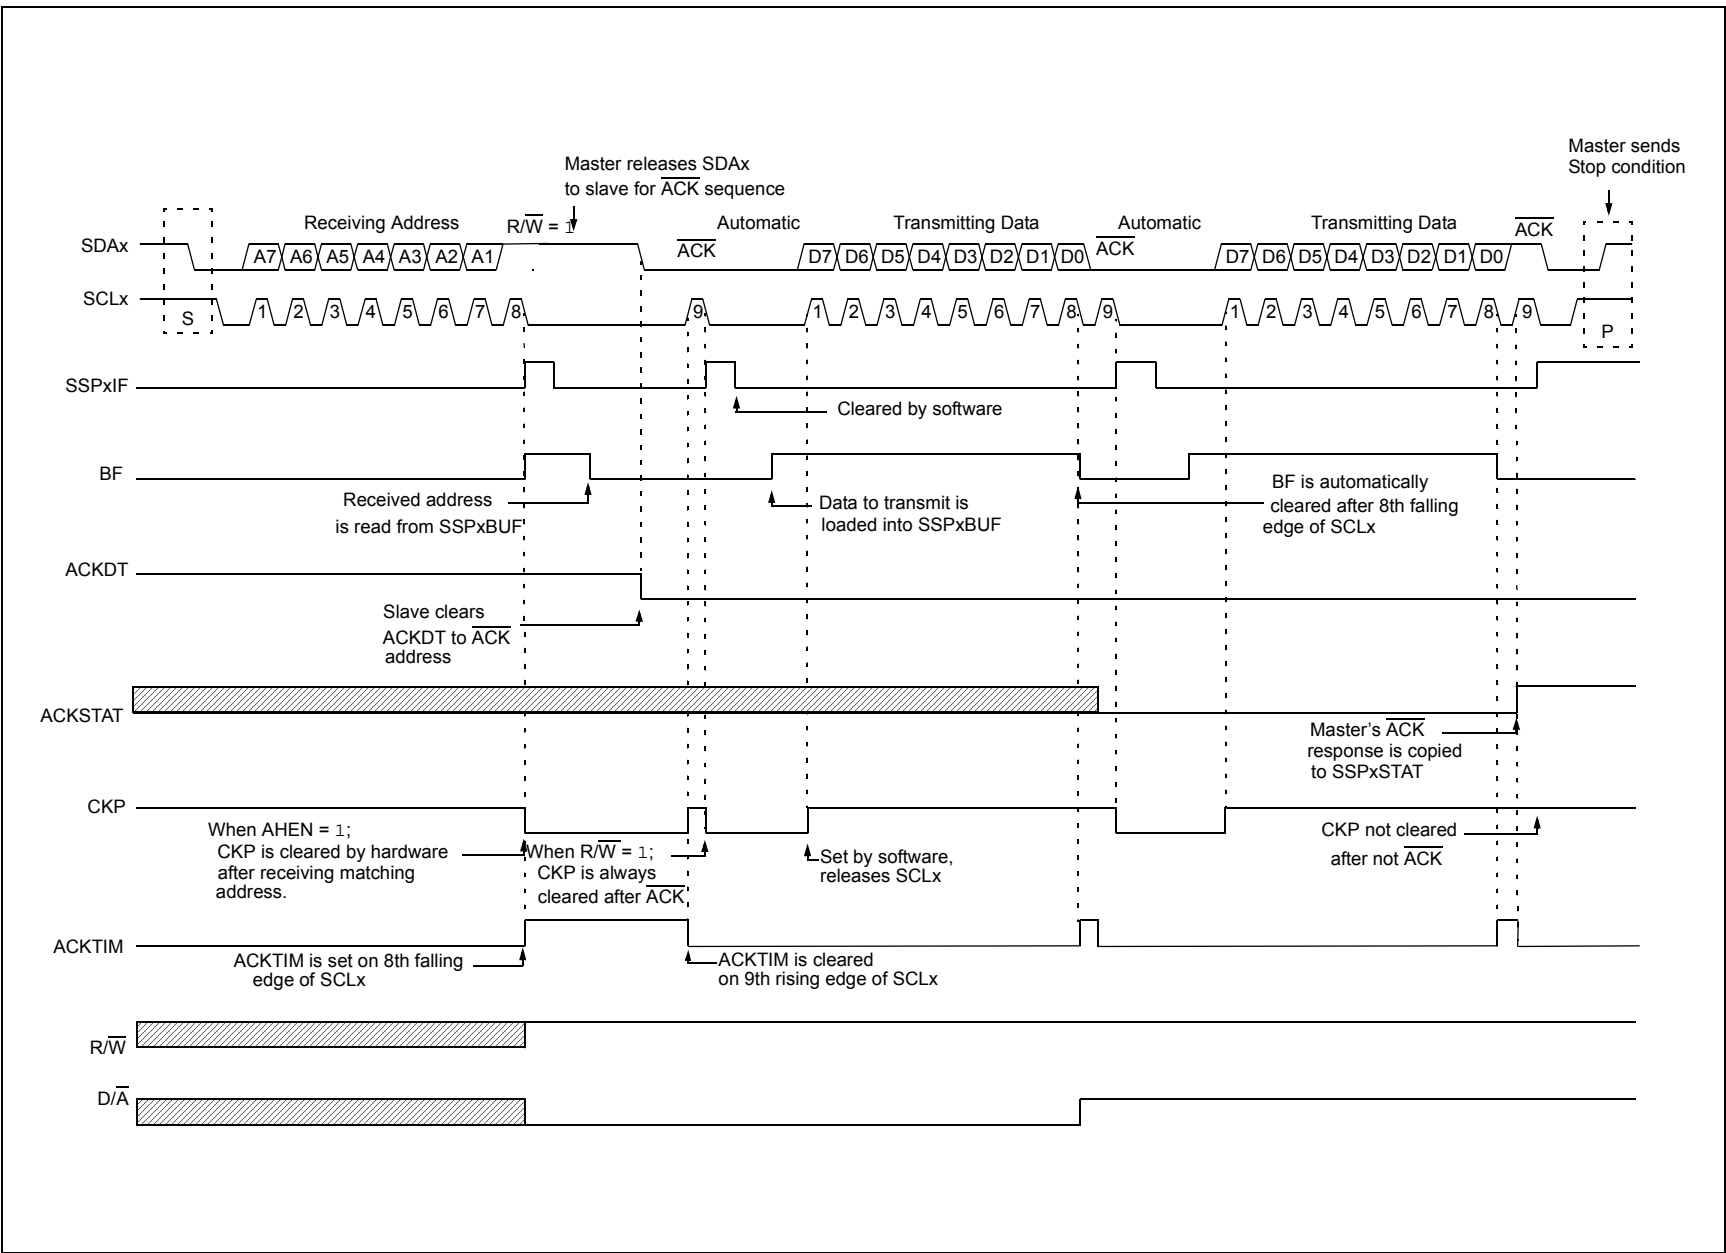 Master sends
Stop condition
Master releases SDAx
to slave for ACK sequence
Receiving Address
R/W = 1
Automatic
Transmitting Data
Automatic
Transmitting Data
ACK
SDAx
A7 A6 A5 A4 A3 A2 A1
ACK
D7 D6 D5 D4 D3 D2 D1 D0
ACK
D7 D6 D5 D4 D3 D2 D1 D0
SCLx
S
1 2 3 4 5 6 7 8
9
1 2 3 4 5 6 7 8 9
1 2 3 4 5 6 7 8 9
P
SSPxIF
Cleared by software
BF
Received address
is read from SSPxBUF
Data to transmit is
loaded into SSPxBUF
BF is automatically
cleared after 8th falling
edge of SCLx
ACKDT
Slave clears
ACKDT to ACK
address
ACKSTAT
Master's ACK
response is copied
to SSPxSTAT
CKP
When AHEN = 1;
CKP is cleared by hardware
after receiving matching
address.
When R/W = 1;
CKP is always
cleared after ACK
Set by software,
releases SCLx
CKP not cleared
after not ACK
ACKTIM
ACKTIM is set on 8th falling
edge of SCLx
ACKTIM is cleared
on 9th rising edge of SCLx
R/W
D/A